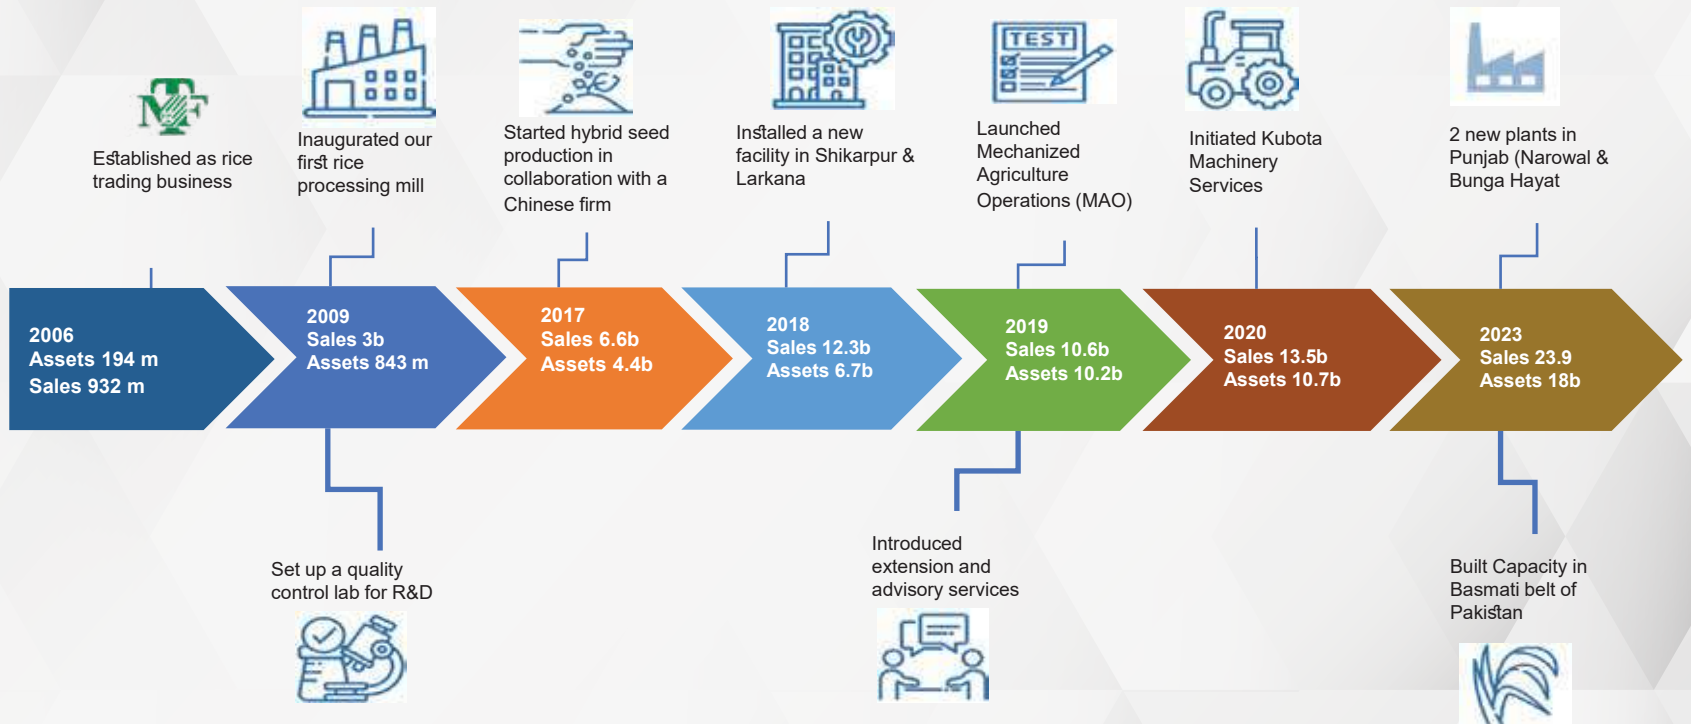 MTF
Established as rice
trading business
Inaugurated our
first rice
processing mill
Started hybrid seed
production in
collaboration with a
Chinese firm
Installed a new
facility in Shikarpur &
Larkana
TEST
Launched
Mechanized
Agriculture
Operations (MAO)
Initiated Kubota
Machinery
Services
2 new plants in
Punjab (Narowal &
Bunga Hayat
2006
Assets 194 m
Sales 932 m
2009
Sales 3b
Assets 843 m
2017
Sales 6.6b
Assets 4.4b
2018
Sales 12.3b
Assets 6.7b
2019
Sales 10.6b
Assets 10.2b
2020
Sales 13.5b
Assets 10.7b
2023
Sales 23.9
Assets 18b
Set up a quality
control lab for R&D
Introduced
extension and
advisory services
Built Capacity in
Basmati belt of
Pakistan